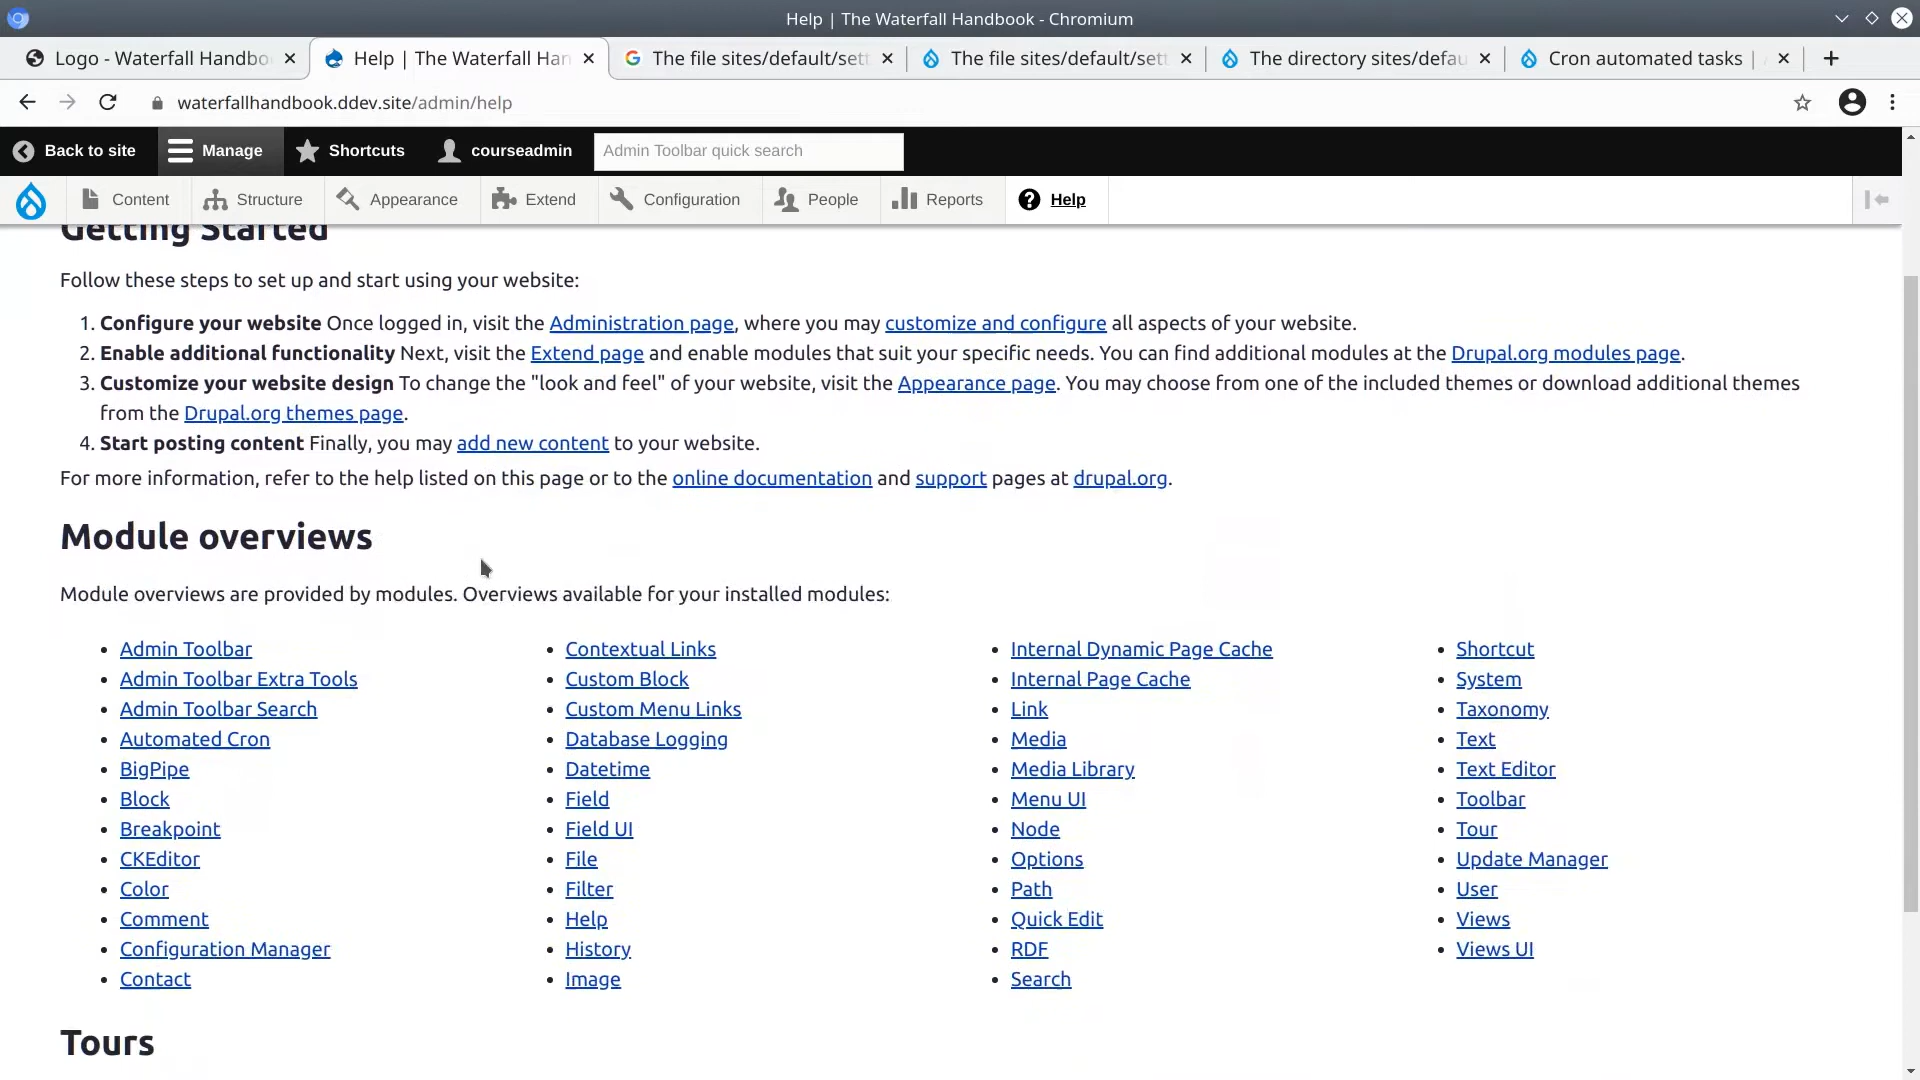 Help | The Waterfall Handbook - Chromium
Logo - Waterfall Handbo
Help | The Waterfall Han
The file sites/default/sett
The file sites/default/sett
The directory sites/defau
Cron automated tasks |
waterfallhandbook.ddev.site/admin/help
Back to site
Manage
Shortcuts
courseadmin
Admin Toolbar quick search
Content
Structure
Appearance
Extend
Configuration
People
Reports
Help
Getting Started
Follow these steps to set up and start using your website:
1. Configure your website Once logged in, visit the Administration page, where you may customize and configure all aspects of your website.
2. Enable additional functionality Next, visit the Extend page and enable modules that suit your specific needs. You can find additional modules at the Drupal.org modules page.
3. Customize your website design To change the "look and feel" of your website, visit the Appearance page. You may choose from one of the included themes or download additional themes
from the Drupal.org themes page.
4. Start posting content Finally, you may add new content to your website.
For more information, refer to the help listed on this page or to the online documentation and support pages at drupal.org.
Module overviews
Module overviews are provided by modules. Overviews available for your installed modules:
Admin Toolbar
Admin Toolbar Extra Tools
Admin Toolbar Search
Automated Cron
BigPipe
Block
Breakpoint
CKEditor
Color
Comment
Configuration Manager
Contact
Contextual Links
Custom Block
Custom Menu Links
Database Logging
Datetime
Field
Field UI
File
Filter
Help
History
Image
Internal Dynamic Page Cache
Internal Page Cache
Link
Media
Media Library
Menu UI
Node
Options
Path
Quick Edit
RDF
Search
Shortcut
System
Taxonomy
Text
Text Editor
Toolbar
Tour
Update Manager
User
Views
Views UI
Tours